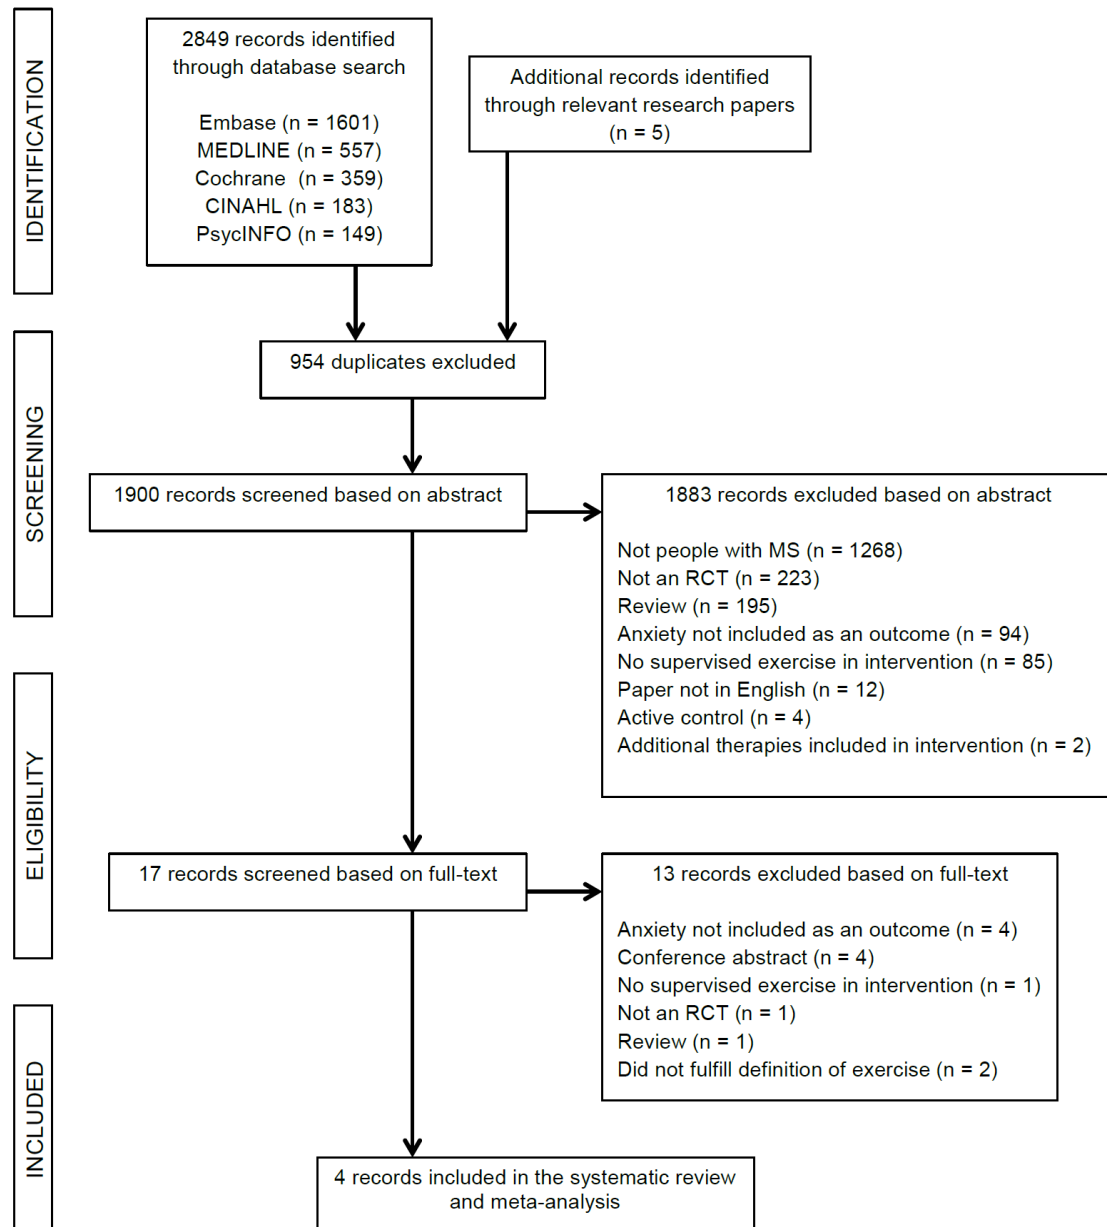 IDENTIFICATION
2849 records identified
through database search
Embase (n = 1601)
MEDLINE (n = 557)
Cochrane (n = 359)
CINAHL (n = 183)
PsycINFO (n = 149)
Additional records identified
through relevant research papers
(n = 5)
SCREENING
954 duplicates excluded
1900 records screened based on abstract
1883 records excluded based on abstract
Not people with MS (n = 1268)
Not an RCT (n = 223)
Review (n = 195)
Anxiety not included as an outcome (n = 94)
No supervised exercise in intervention (n = 85)
Paper not in English (n = 12)
Active control (n = 4)
Additional therapies included in intervention (n = 2)
ELIGIBILITY
17 records screened based on full-text
13 records excluded based on full-text
Anxiety not included as an outcome (n = 4)
Conference abstract (n = 4)
No supervised exercise in intervention (n = 1)
Not an RCT (n = 1)
Review (n = 1)
Did not fulfill definition of exercise (n = 2)
INCLUDED
4 records included in the systematic review
and meta-analysis